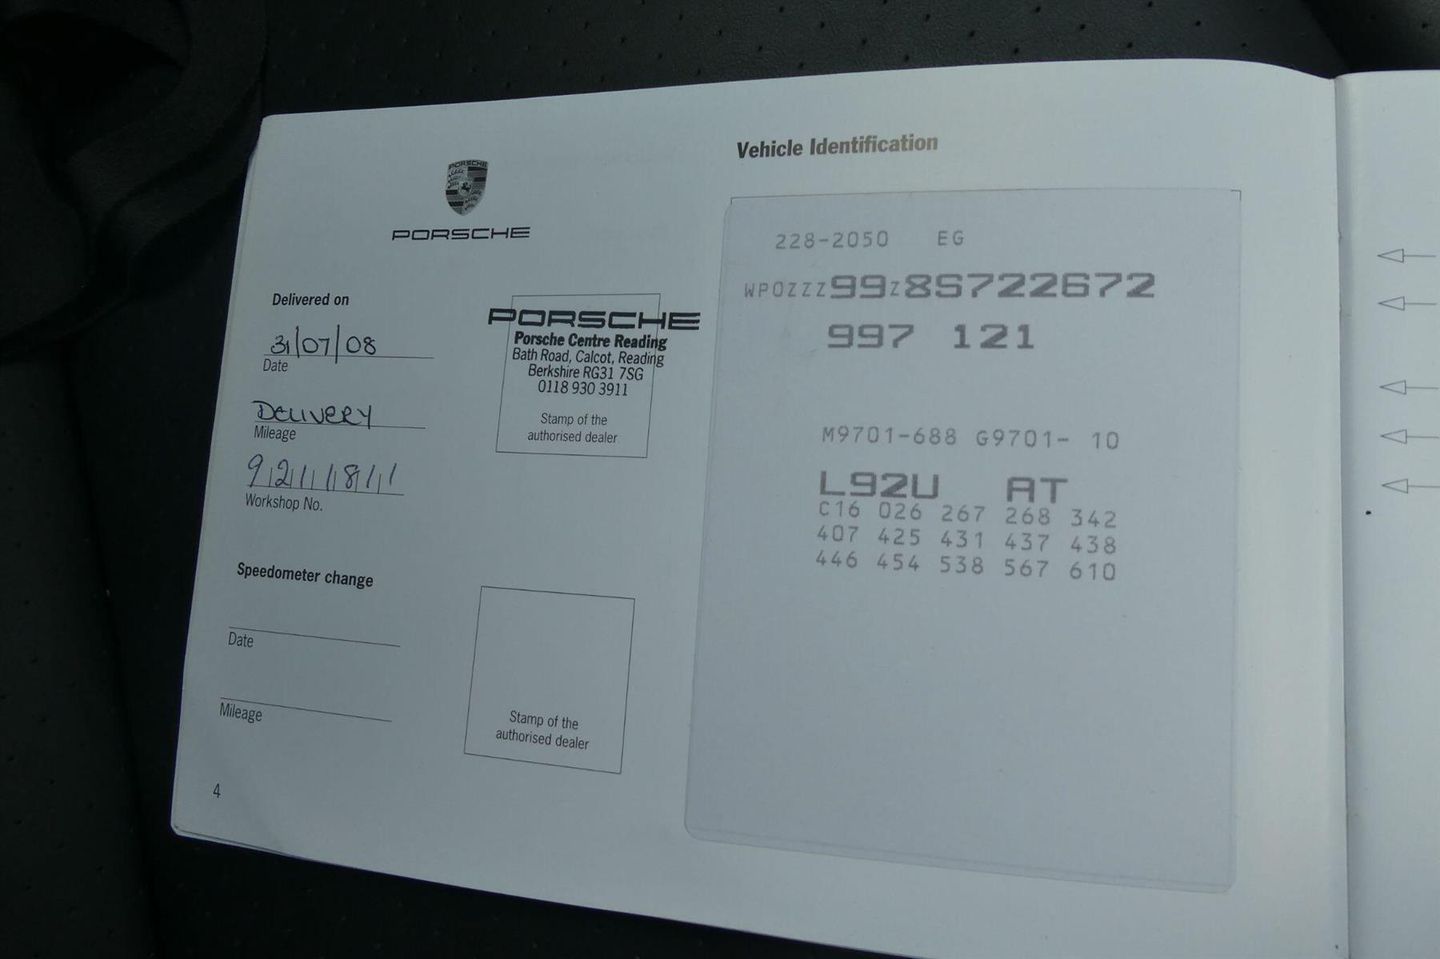 PORSCHE
PORSCHE
Delivered on
31/07/08
Date
DELIVERY
Mileage
Workshop No.
PORSCHE
Porsche Centre Reading
Bath Road, Calcot, Reading
Berkshire RG31 7SG
0118 930 3911
Stamp of the
authorised dealer
Speedometer change
Date
Mileage
Stamp of the
authorised dealer
4
Vehicle Identification
228-2050 EG
WP0ZZZ99Z8S722672
997 121
M9701-688 G9701- 10
L92U AT
C16 026 267 268 342
407 425 431 437 438
446 454 538 567 610